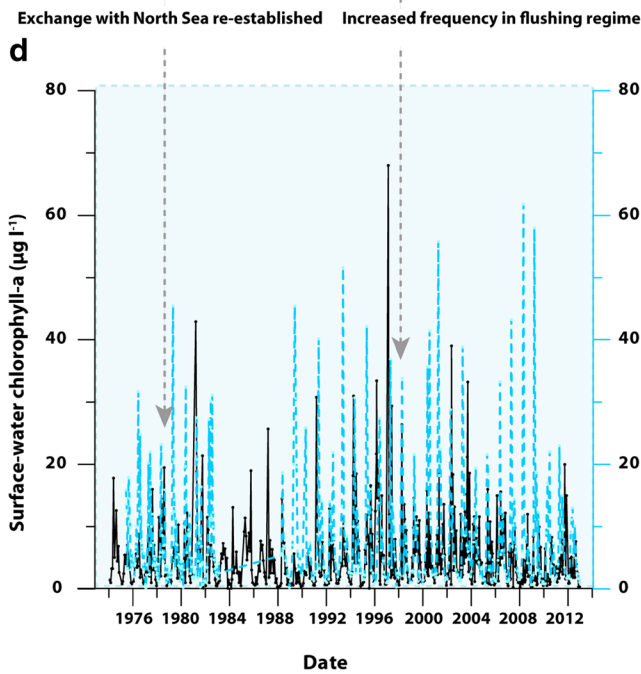 Exchange with North Sea re-established Increased frequency in flushing regime
d
Surface-water chlorophyll-a (µg l-1)
80
60
40
20
0
80
60
40
20
0
1976 1980 1984 1988 1992 1996 2000 2004 2008 2012
Date